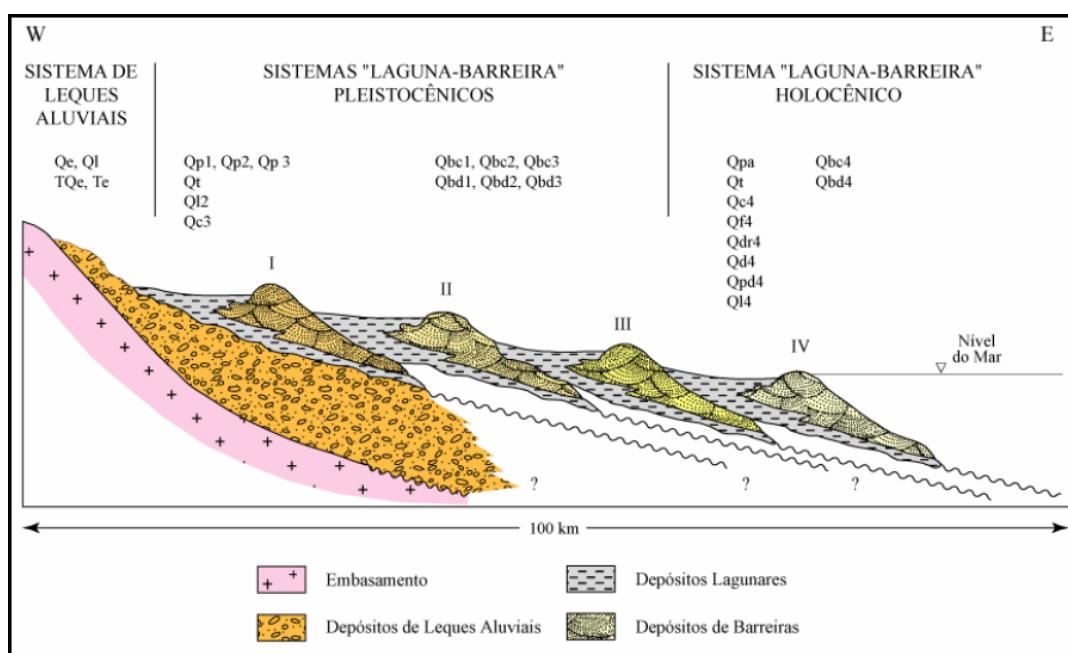 W
E
SISTEMA DE
LEQUES
ALUVIAIS
SISTEMAS "LAGUNA-BARREIRA"
PLEISTOCÊNICOS
SISTEMA "LAGUNA-BARREIRA"
HOLOCÊNICO
Qe, Ql
TQe, Te
Qp1, Qp2, Qp 3
Qt
Ql2
Qc3
Qbc1, Qbc2, Qbc3
Qbd1, Qbd2, Qbd3
Qpa
Qt
Qc4
Qf4
Qdr4
Qd4
Qpd4
Ql4
Qbc4
Qbd4
I
II
III
IV
Nível
do Mar
?
?
?
100 km
Embasamento
Depósitos Lagunares
Depósitos de Leques Aluviais
Depósitos de Barreiras